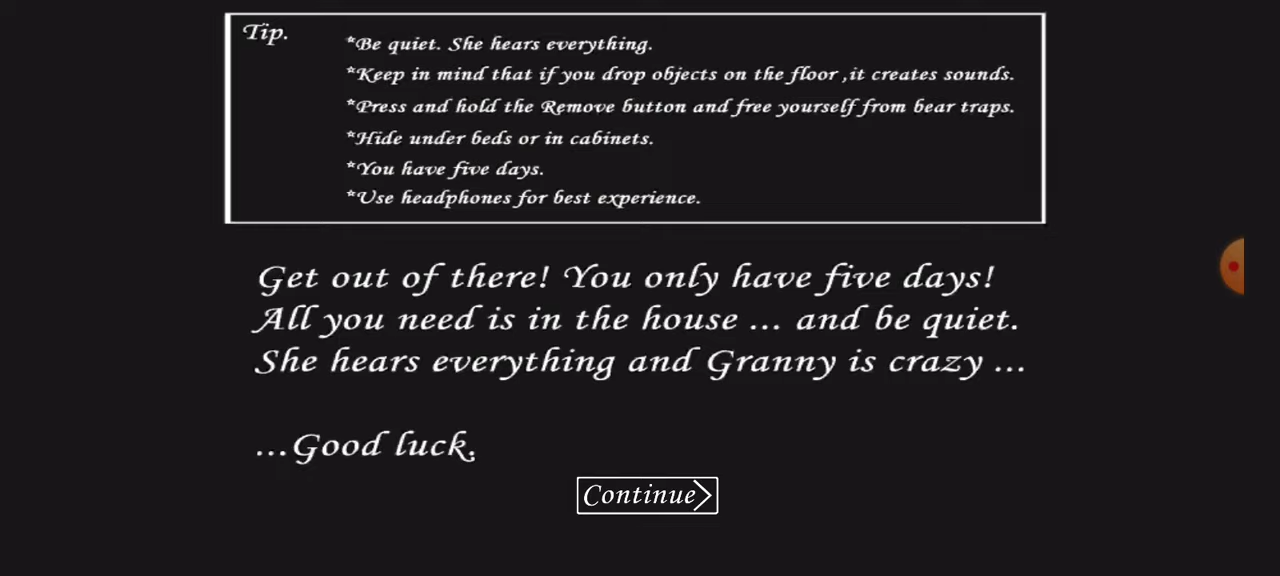 Tip.
*Be quiet. She hears everything.
*Keep in mind that if you drop objects on the floor ,it creates sounds.
*Press and hold the Remove button and free yourself from bear traps.
*Hide under beds or in cabinets.
*You have five days.
*Use headphones for best experience.
Get out of there! You only have five days!
All you need is in the house ... and be quiet.
She hears everything and Granny is crazy ...
...Good luck.
Continue